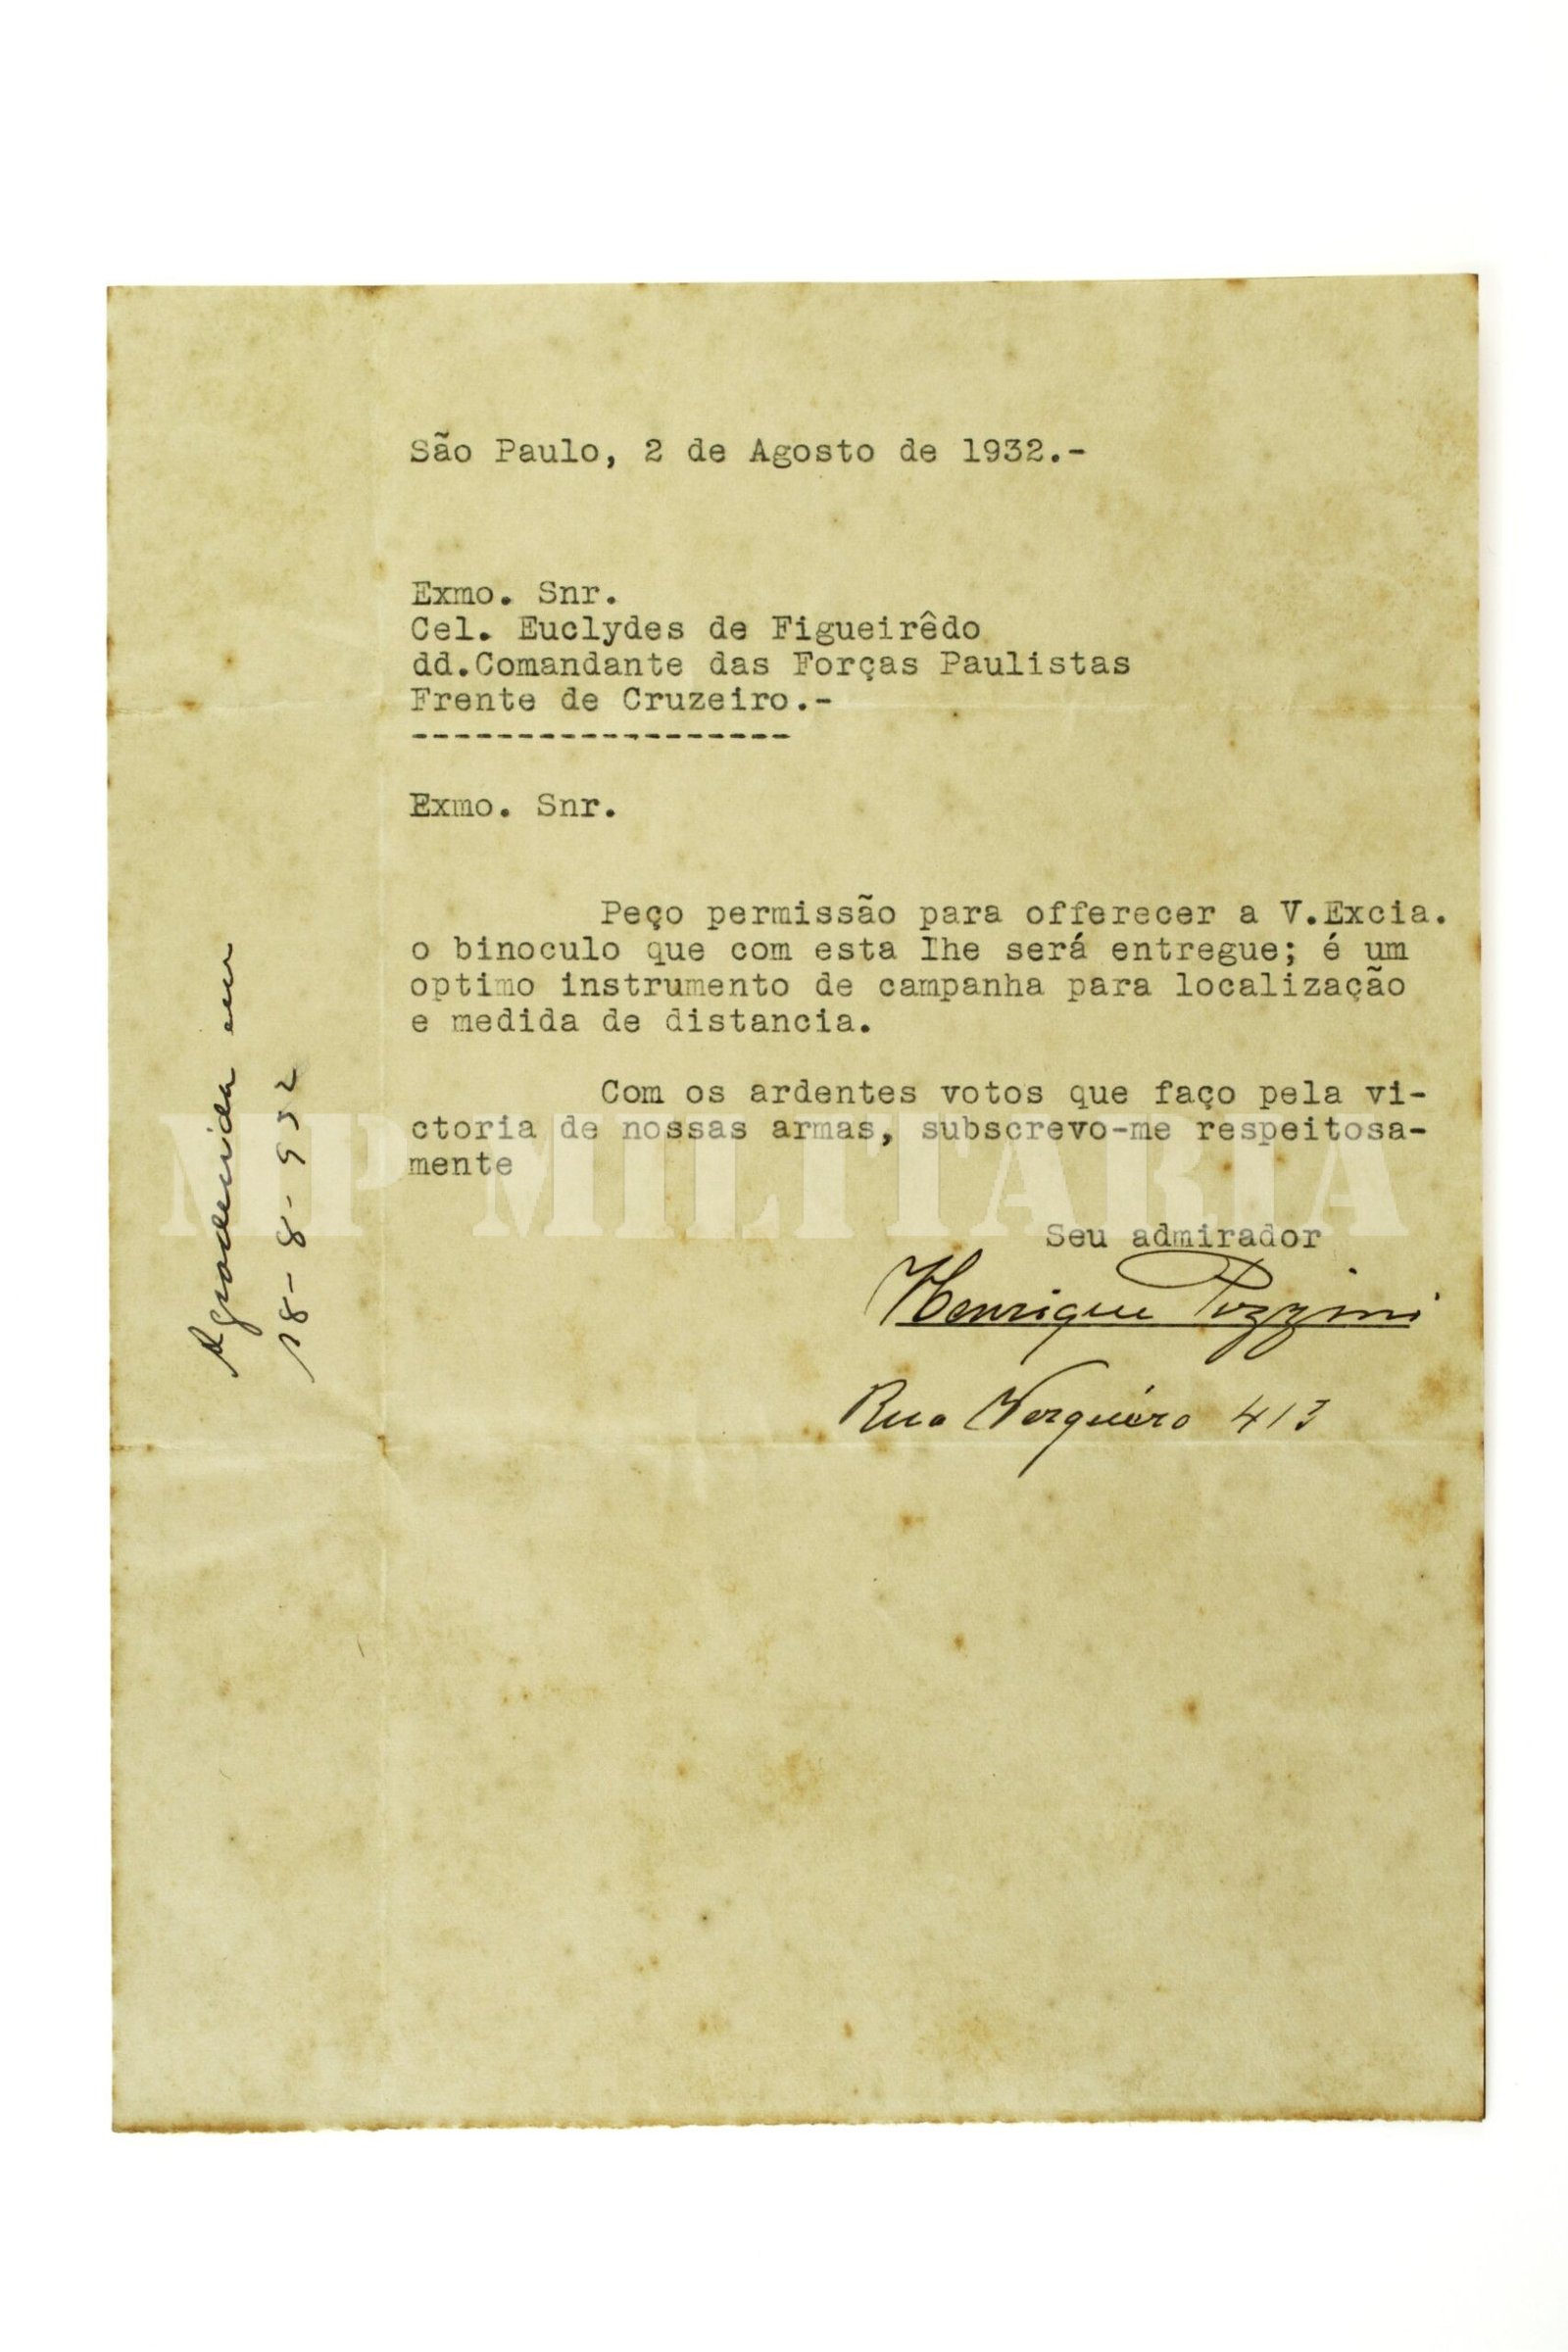 São Paulo, 2 de Agosto de 1932.-
Exmo. Snr.
Cel. Euclydes de Figueirêdo
dd.Comandante das Forças Paulistas
Frente de Cruzeiro.-
------------------
Exmo. Snr.
Peço permissão para offerecer a V.Excia.
o binoculo que com esta lhe será entregue; é um
optimo instrumento de campanha para localização
e medida de distancia.
Com os ardentes votos que faço pela vi-
ctoria de nossas armas, subscrevo-me respeitosa-
mente
Seu admirador
Henrique Pozzini
Rua Vergueiro 413
Agradecida em
18-8-932
MP MILITARIA